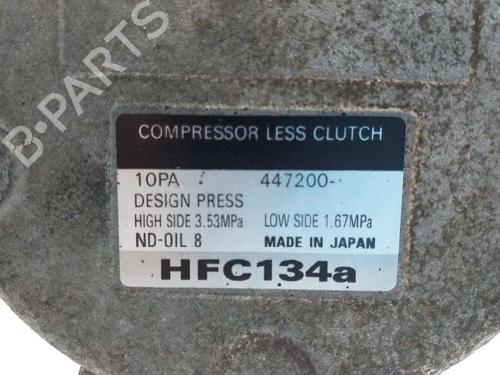 B-PARTS
COMPRESSOR LESS CLUTCH
10PA 447200-
DESIGN PRESS
HIGH SIDE 3.53MPa LOW SIDE 1.67MPa
ND-OIL 8 MADE IN JAPAN
HFC134a